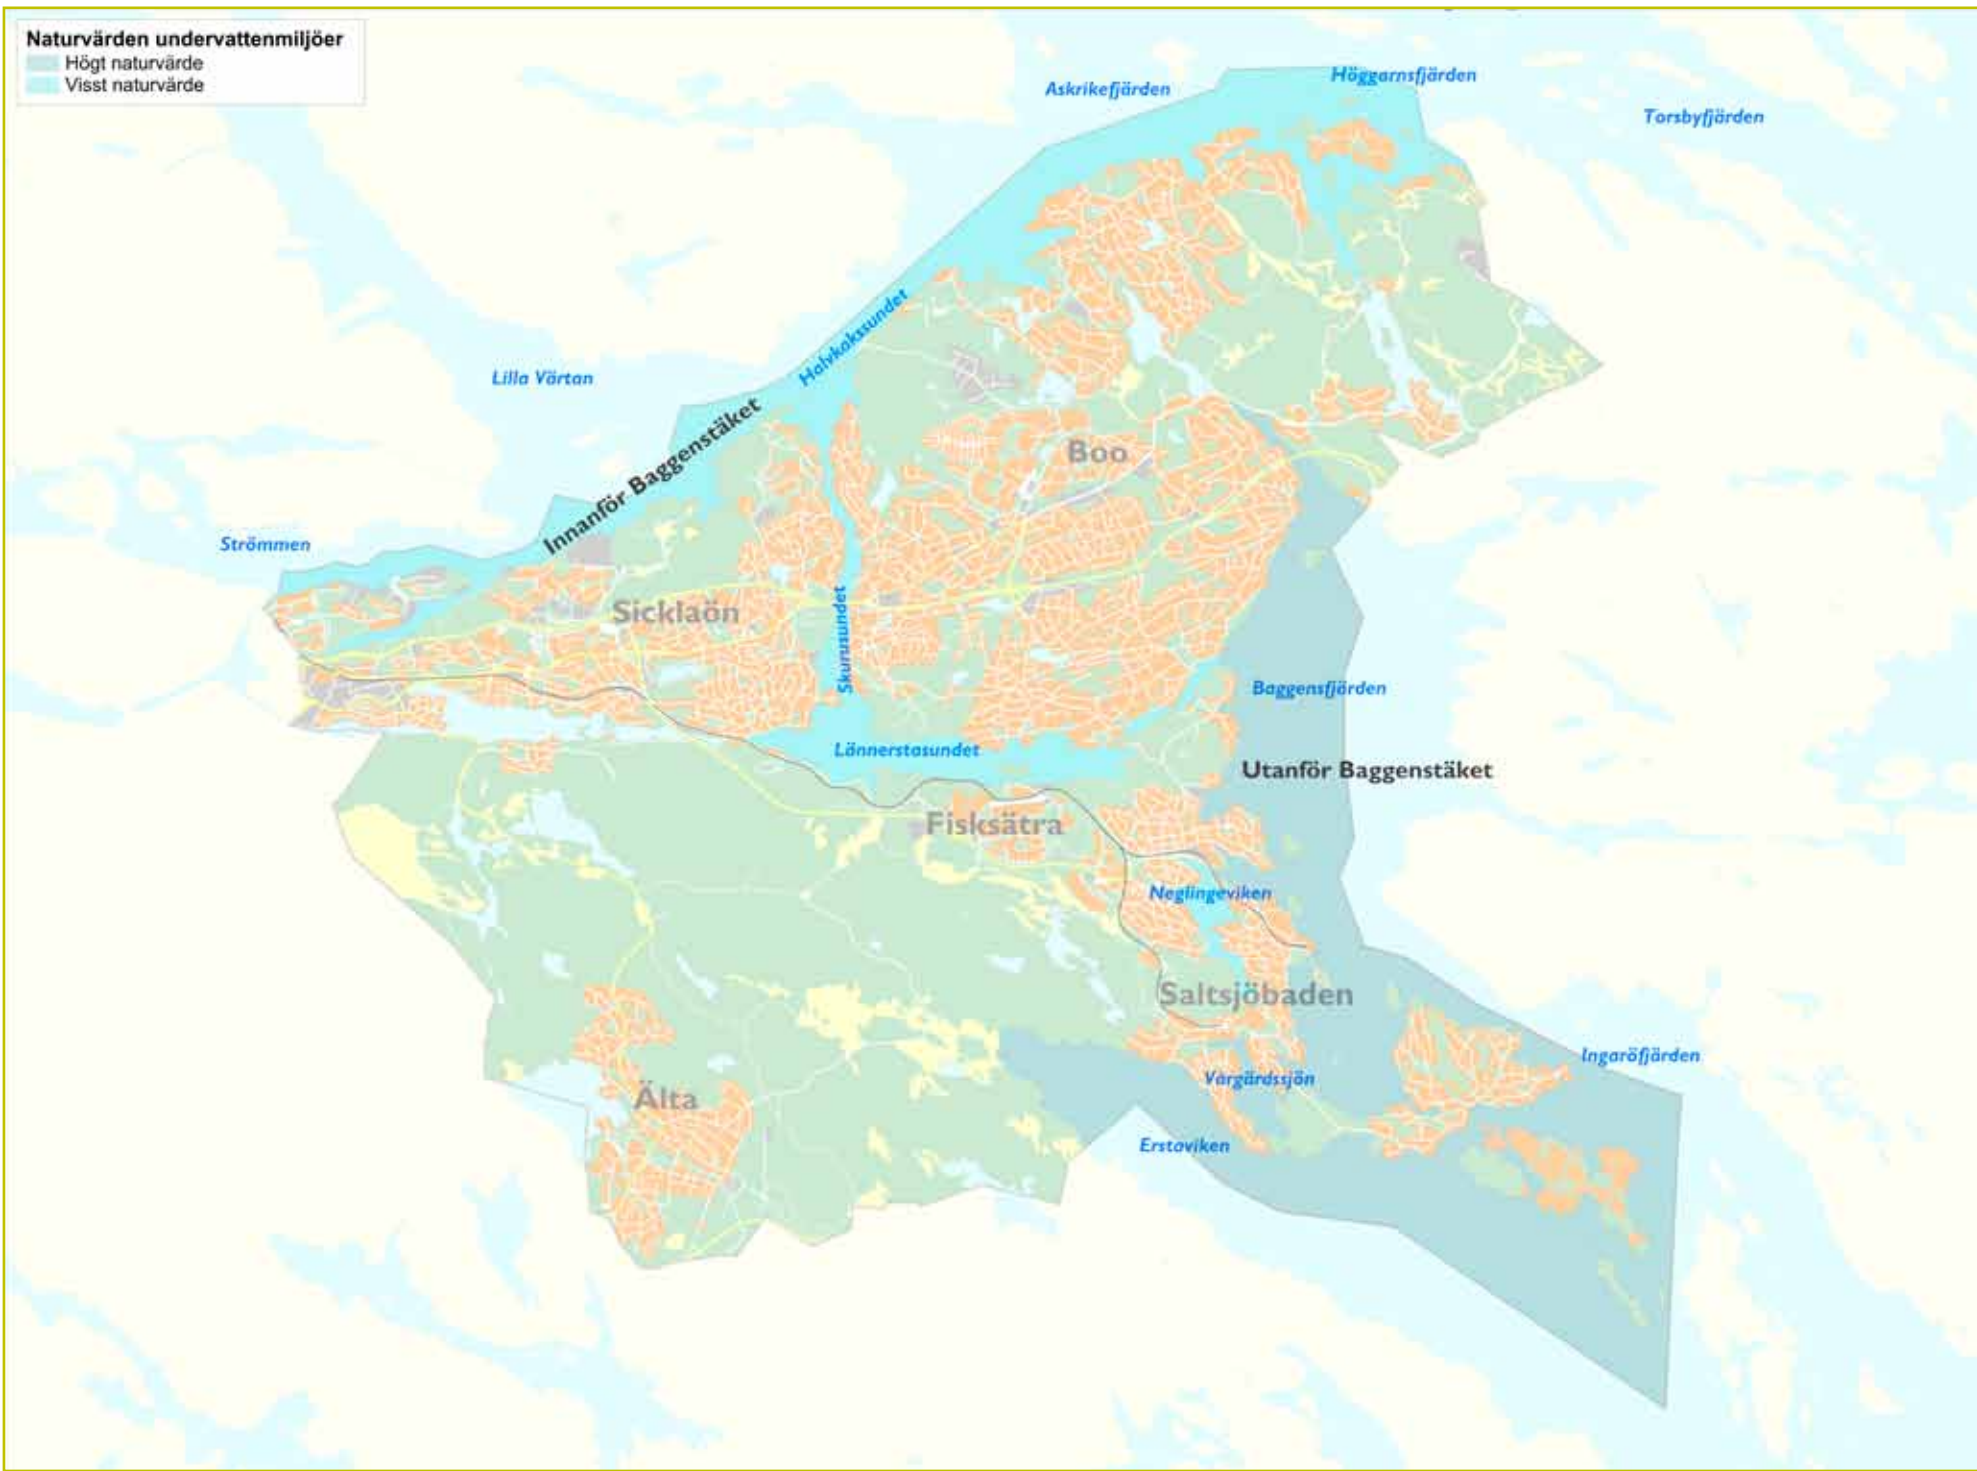 Naturvärden undervattenmiljöer
Högt naturvärde
Visst naturvärde
Höggarnsfjärden
Askrikefjärden
Torsbyfjärden
Halvkakssundet
Lilla Värtan
Innanför Baggenstäket
Boo
Strömmen
Sicklaön
Skurusundet
Baggensfjärden
Lännerstasundet
Utanför Baggenstäket
Fisksätra
Neglingeviken
Saltsjöbaden
Ingaröfjärden
Vårgärdssjön
Älta
Erstaviken